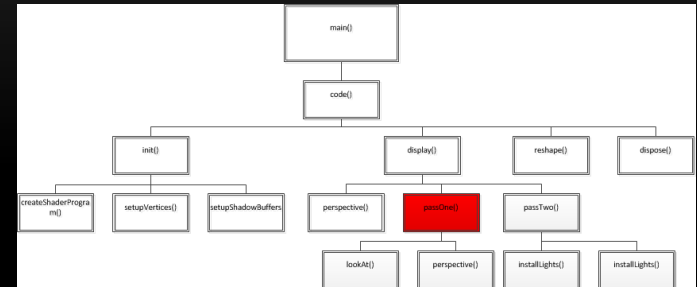 main()
code()
init()
display()
reshape()
dispose()
createShaderProgra
m()
setupVertices()
setupShadowBuffers
perspective()
passOne()
passTwo()
lookAt()
perspective()
installLights()
installLights()